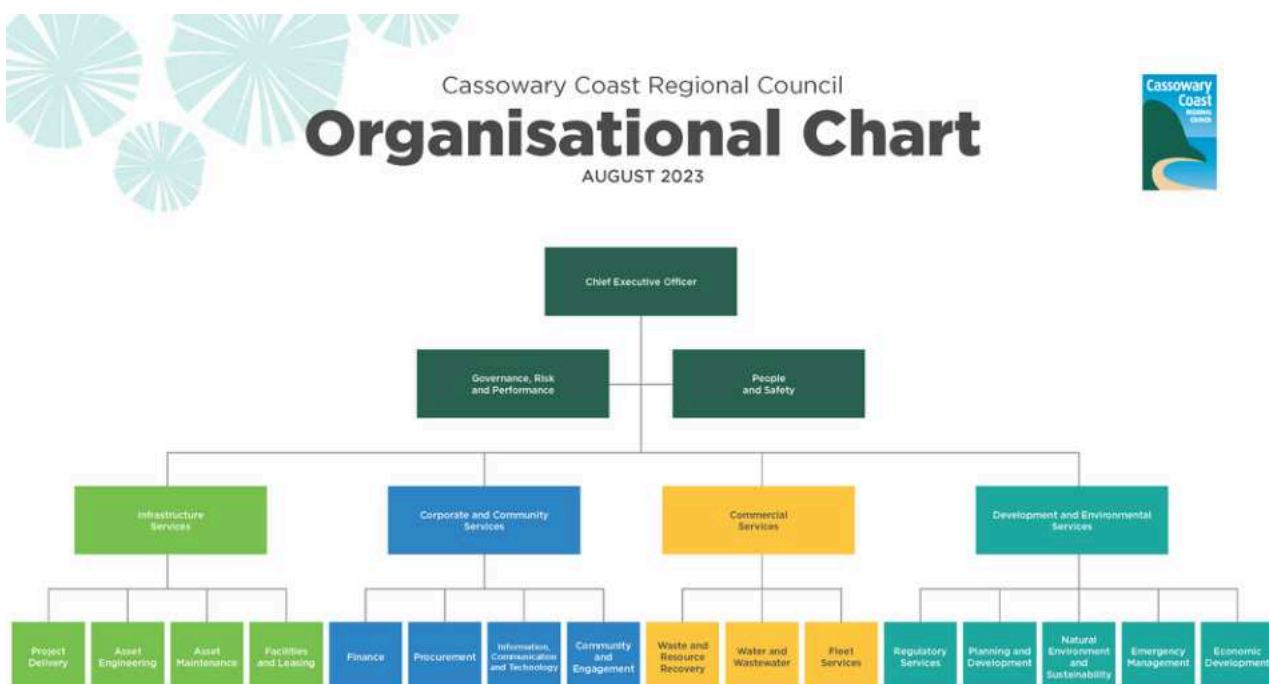 Cassowary Coast Regional Council
Organisational Chart
AUGUST 2023
Cassowary
Coast
REGIONAL
COUNCIL
Chief Executive Officer
Governance, Risk
and Performance
People
and Safety
Infrastructure
Services
Corporate and Community
Services
Commercial
Services
Development and Environmental
Services
Project
Delivery
Asset
Engineering
Asset
Maintenance
Facilities
and Leasing
Finance
Procurement
Information,
Communication
and Technology
Community
and
Engagement
Waste and
Resource
Recovery
Water and
Wastewater
Fleet
Services
Regulatory
Services
Planning and
Development
Natural
Environment
and
Sustainability
Emergency
Management
Economic
Development